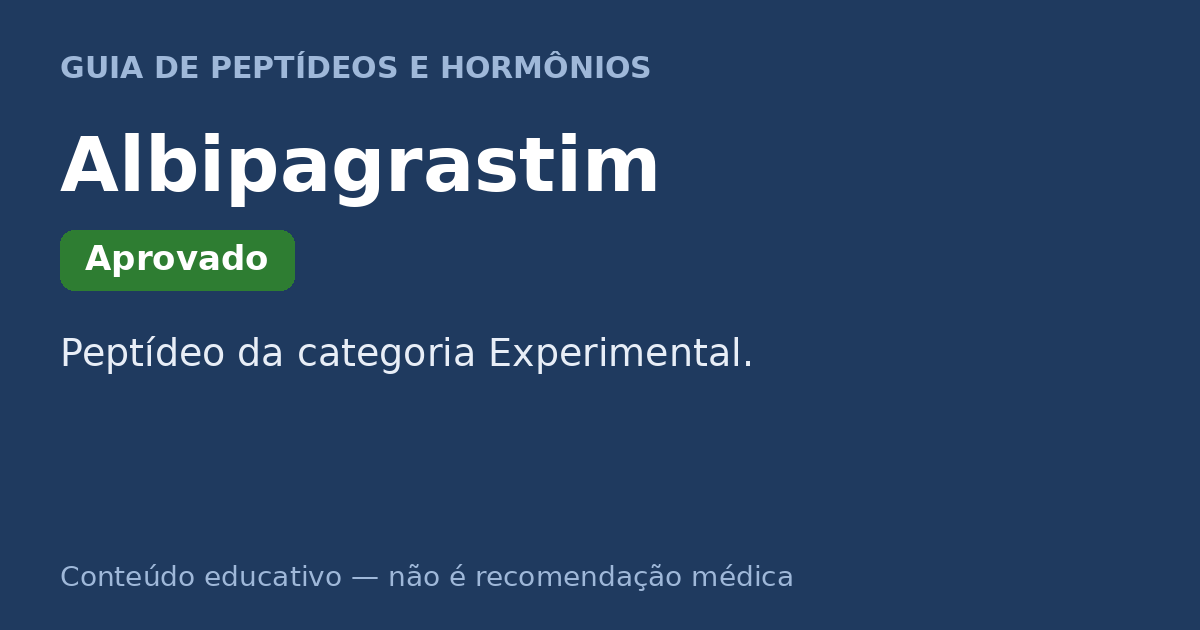 GUIA DE PEPTÍDEOS E HORMÔNIOS
Albipagrastim
Aprovado
Peptídeo da categoria Experimental.
Conteúdo educativo — não é recomendação médica